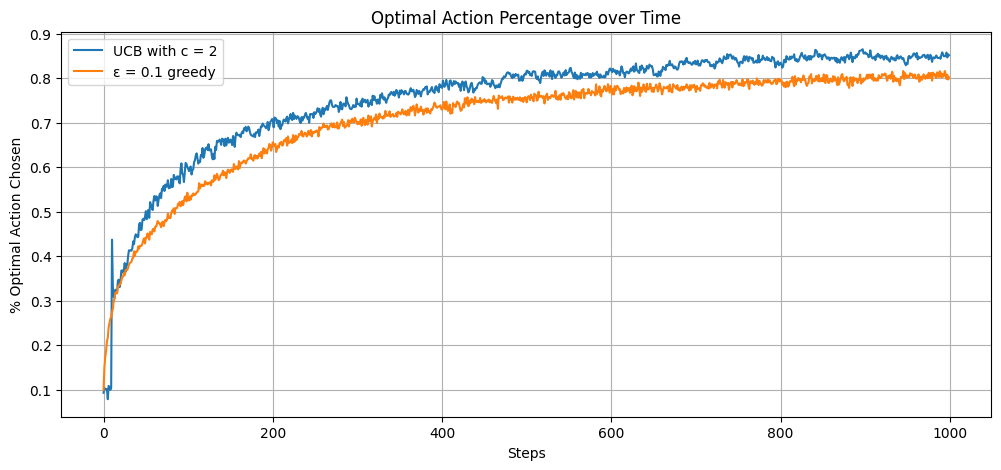 Optimal Action Percentage over Time
UCB with c = 2
ε = 0.1 greedy
% Optimal Action Chosen
0.9
0.8
0.7
0.6
0.5
0.4
0.3
0.2
0.1
0 200 400 600 800 1000
Steps